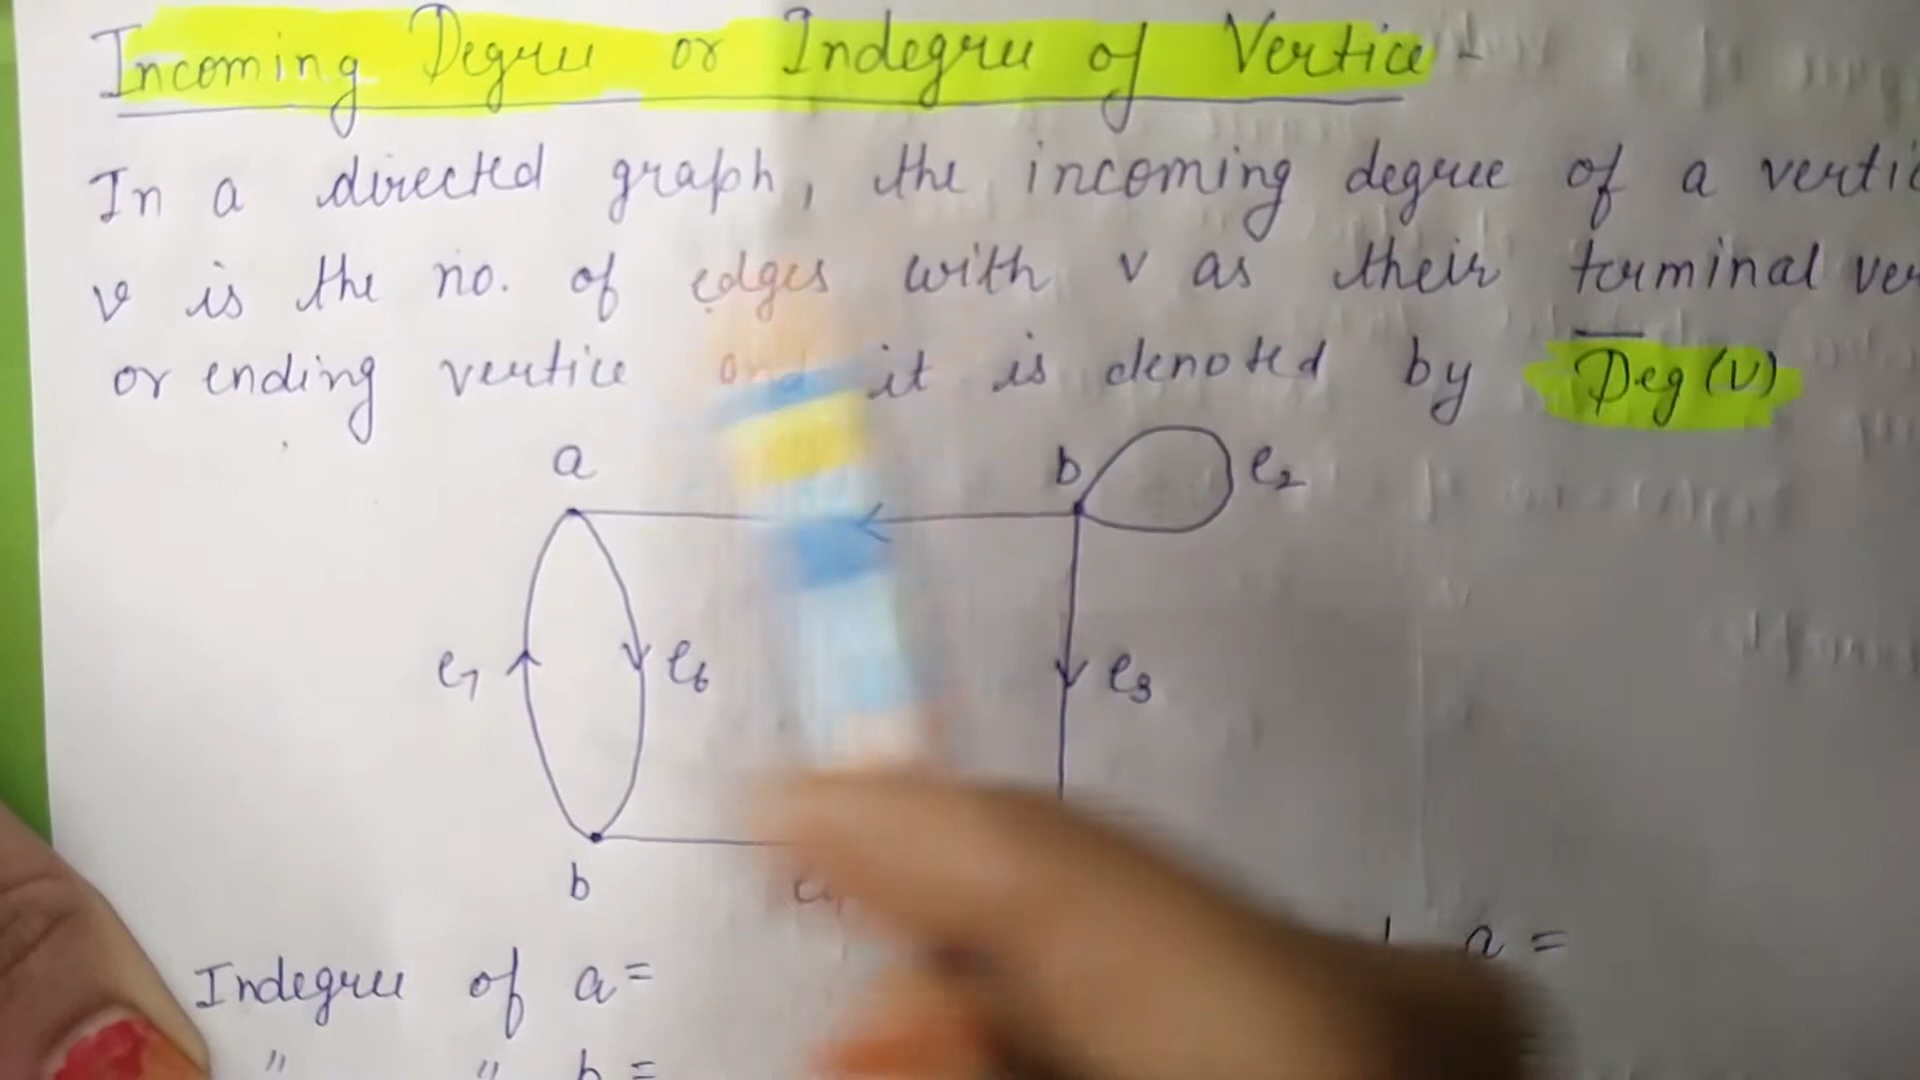 Incoming Degree or Indegree of Vertice -
In a directed graph, the incoming degree of a
v is the no. of edges with v as their terminal
or ending vertice and it is denoted by Deg (V)
a
b e2
e7 e6 e3
b
a =
Indegree of a =
" " b =